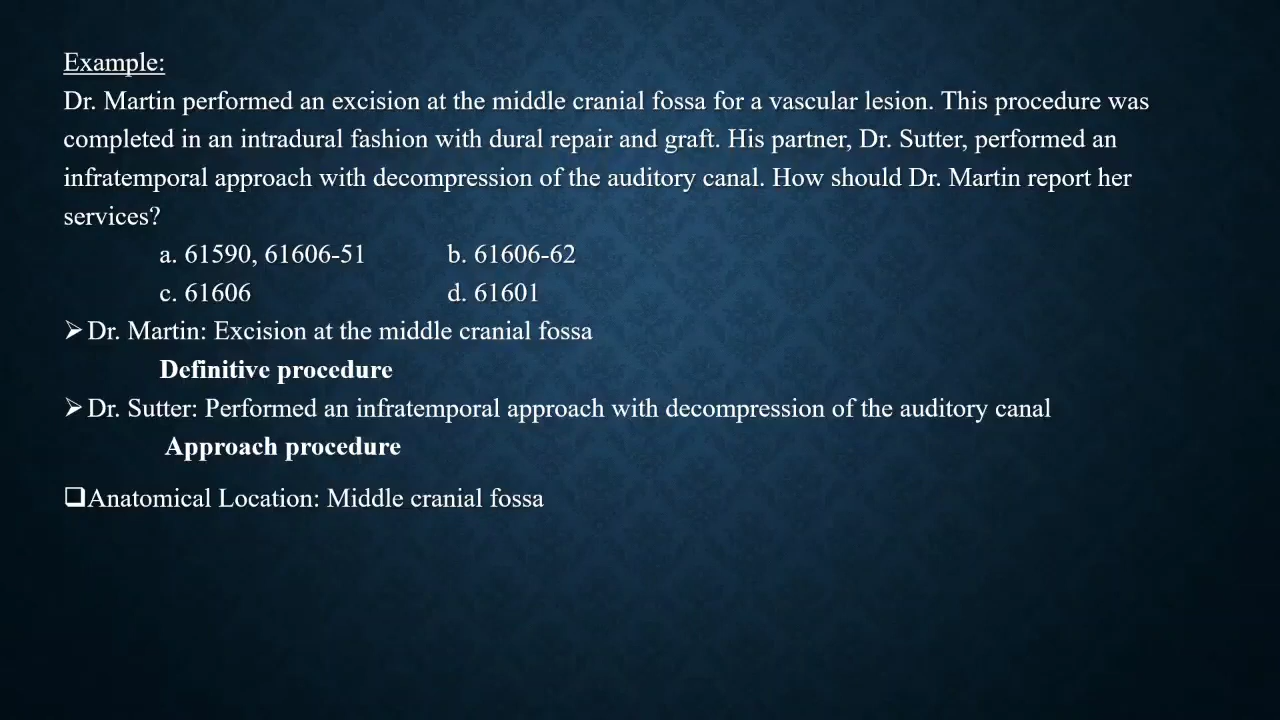 Example:
Dr. Martin performed an excision at the middle cranial fossa for a vascular lesion. This procedure was
completed in an intradural fashion with dural repair and graft. His partner, Dr. Sutter, performed an
infratemporal approach with decompression of the auditory canal. How should Dr. Martin report her
services?
a. 61590, 61606-51 b. 61606-62
c. 61606 d. 61601
➢Dr. Martin: Excision at the middle cranial fossa
Definitive procedure
➢Dr. Sutter: Performed an infratemporal approach with decompression of the auditory canal
Approach procedure
❑Anatomical Location: Middle cranial fossa